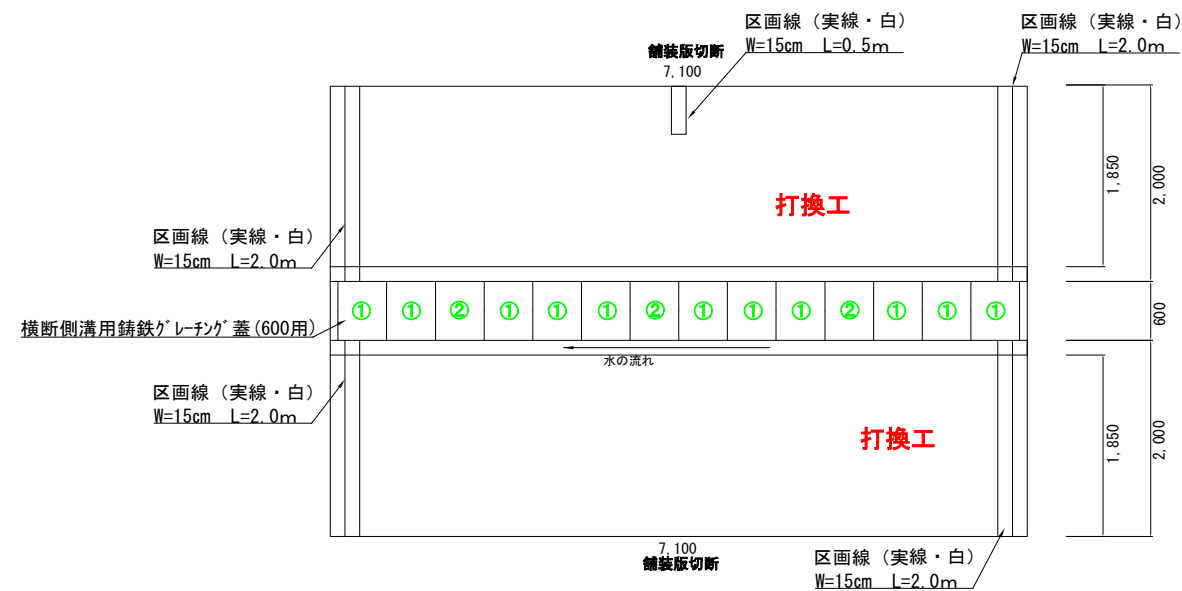 区画線（実線・白）
W=15cm L=0.5m
区画線（実線・白）
W=15cm L=2.0m
舗装版切断
7,100
1,850
2,000
打換工
区画線（実線・白）
W=15cm L=2.0m
横断側溝用鋳鉄グレーチング蓋(600用)
① ① ② ① ① ① ② ① ① ① ② ① ① ①
600
水の流れ
区画線（実線・白）
W=15cm L=2.0m
打換工
1,850
2,000
7,100
舗装版切断
区画線（実線・白）
W=15cm L=2.0m